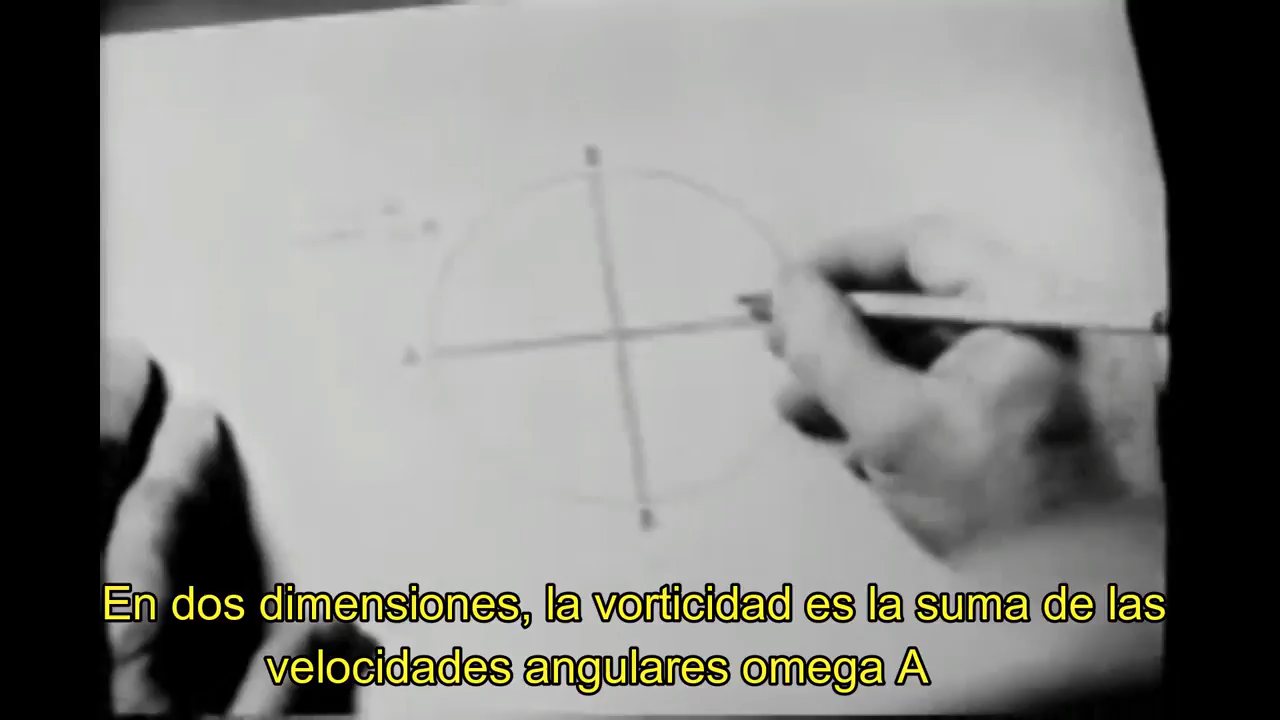 B
A
B
En dos dimensiones, la vorticidad es la suma de las
velocidades angulares omega A